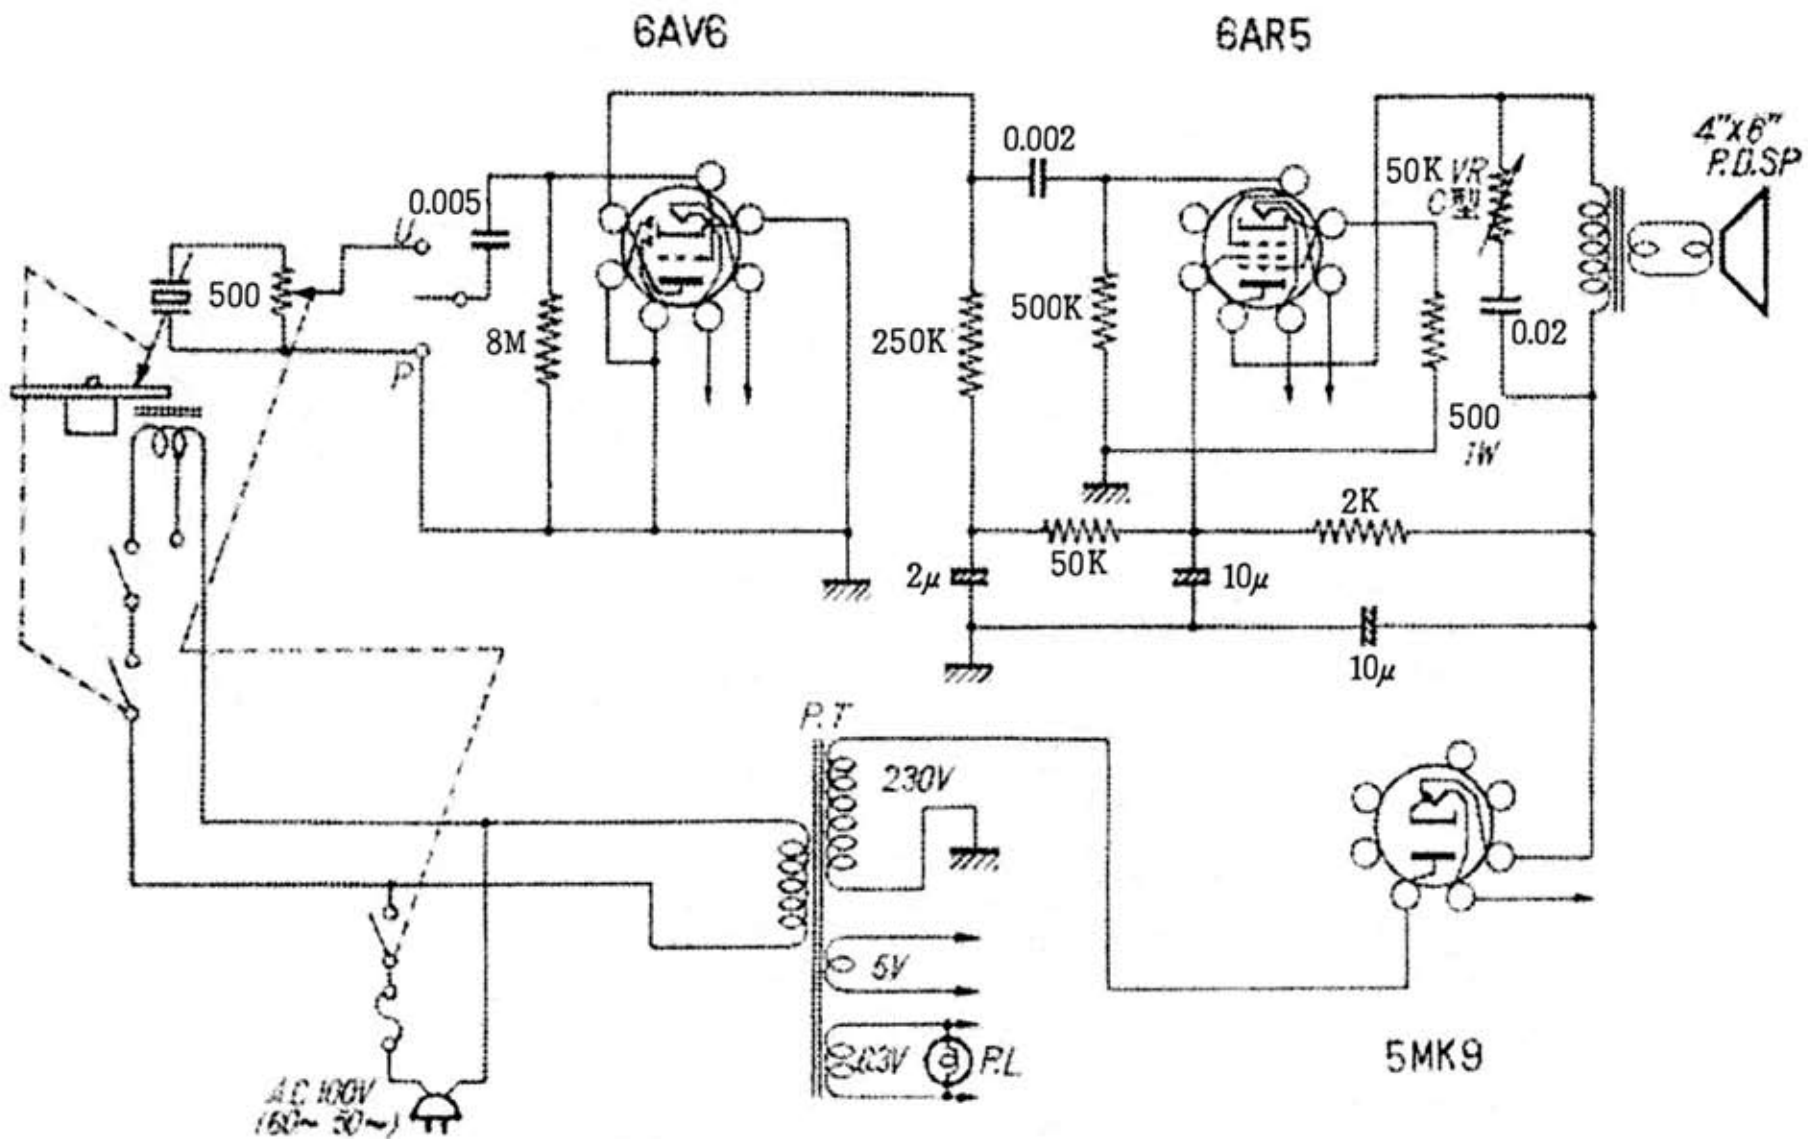 6AV6
6AR5
4"X6"
P.D.SP
0.002
50K VR
C型
0.005
U
500
8M
P
250K
500K
0.02
500
1W
2K
50K
2μ
10μ
10μ
P.T
230V
5V
6.3V
P.L
5MK9
A.C.100V
(60~ 50~)